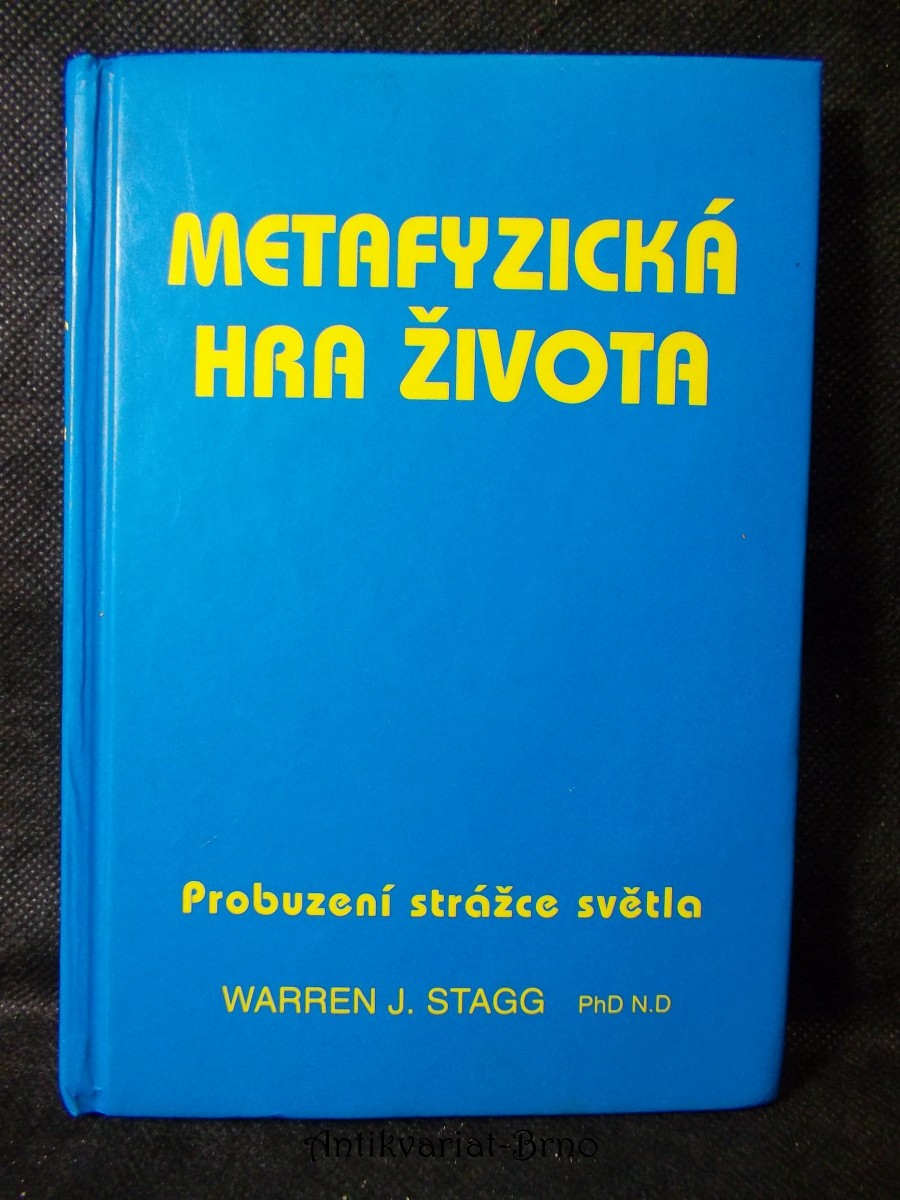 METAFYZICKÁ
HRA ŽIVOTA
Probuzení strážce světla
WARREN J. STAGG PhD N.D
Antikvariat-Brno